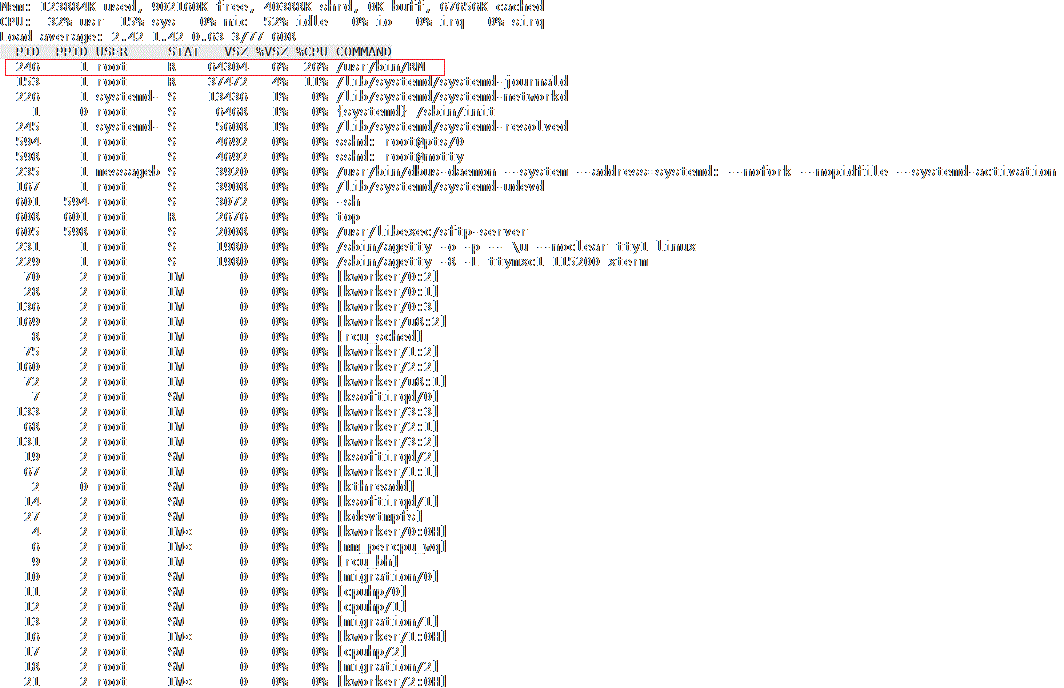 Mem: 123884K used, 902160K free, 40388K shrd, 0K buff, 67656K cached
CPU:  32% usr  15% sys   0% nic  52% idle   0% io   0% irq   0% sirq
Load average: 2.42 1.42 0.63 3/77 608
PID PPID USER STAT VSZ %VSZ %CPU COMMAND
246 1 root R 64304 6% 26% /usr/bin/RN
153 1 root R 37472 4% 11% /lib/systemd/systemd-journald
226 1 systemd- S 13436 1% 0% /lib/systemd/systemd-networkd
1 0 root S 6468 1% 0% {systemd} /sbin/init
245 1 systemd- S 5608 1% 0% /lib/systemd/systemd-resolved
594 1 root S 4692 0% 0% sshd: root@pts/0
598 1 root S 4692 0% 0% sshd: root@notty
235 1 messageb S 3920 0% 0% /usr/bin/dbus-daemon --system --address=systemd: --nofork --nopidfile --systemd-activation
167 1 root S 3908 0% 0% /lib/systemd/systemd-udevd
601 594 root S 3072 0% 0% -sh
608 601 root R 2676 0% 0% top
605 598 root S 2008 0% 0% /usr/libexec/sftp-server
231 1 root S 1980 0% 0% /sbin/agetty -o -p -- \u --noclear tty1 linux
229 1 root S 1980 0% 0% /sbin/agetty -8 -L ttymxc1 115200 xterm
70 2 root IW 0 0% 0% [kworker/0:2]
28 2 root IW 0 0% 0% [kworker/0:1]
136 2 root IW 0 0% 0% [kworker/0:3]
169 2 root IW 0 0% 0% [kworker/u8:2]
8 2 root IW 0 0% 0% [rcu_sched]
75 2 root IW 0 0% 0% [kworker/1:2]
160 2 root IW 0 0% 0% [kworker/2:2]
72 2 root IW 0 0% 0% [kworker/u8:1]
7 2 root SW 0 0% 0% [ksoftirqd/0]
133 2 root IW 0 0% 0% [kworker/3:3]
68 2 root IW 0 0% 0% [kworker/2:1]
131 2 root IW 0 0% 0% [kworker/3:2]
19 2 root SW 0 0% 0% [ksoftirqd/2]
67 2 root IW 0 0% 0% [kworker/1:1]
2 0 root SW 0 0% 0% [kthreadd]
14 2 root SW 0 0% 0% [ksoftirqd/1]
27 2 root SW 0 0% 0% [kdevtmpfs]
4 2 root IW< 0 0% 0% [kworker/0:0H]
6 2 root IW< 0 0% 0% [mm_percpu_wq]
9 2 root IW 0 0% 0% [rcu_bh]
10 2 root SW 0 0% 0% [migration/0]
11 2 root SW 0 0% 0% [cpuhp/0]
12 2 root SW 0 0% 0% [cpuhp/1]
13 2 root SW 0 0% 0% [migration/1]
16 2 root IW< 0 0% 0% [kworker/1:0H]
17 2 root SW 0 0% 0% [cpuhp/2]
18 2 root SW 0 0% 0% [migration/2]
21 2 root IW< 0 0% 0% [kworker/2:0H]